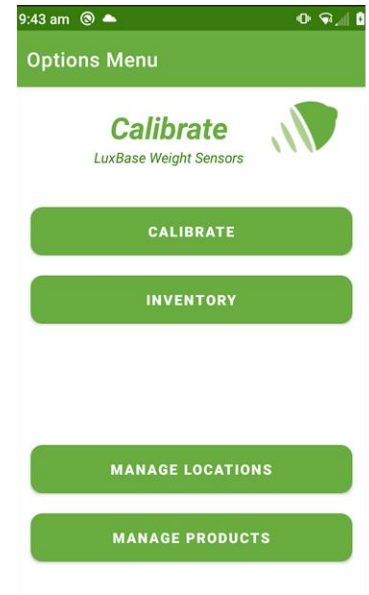 9:43 am
Options Menu
Calibrate
LuxBase Weight Sensors
CALIBRATE
INVENTORY
MANAGE LOCATIONS
MANAGE PRODUCTS